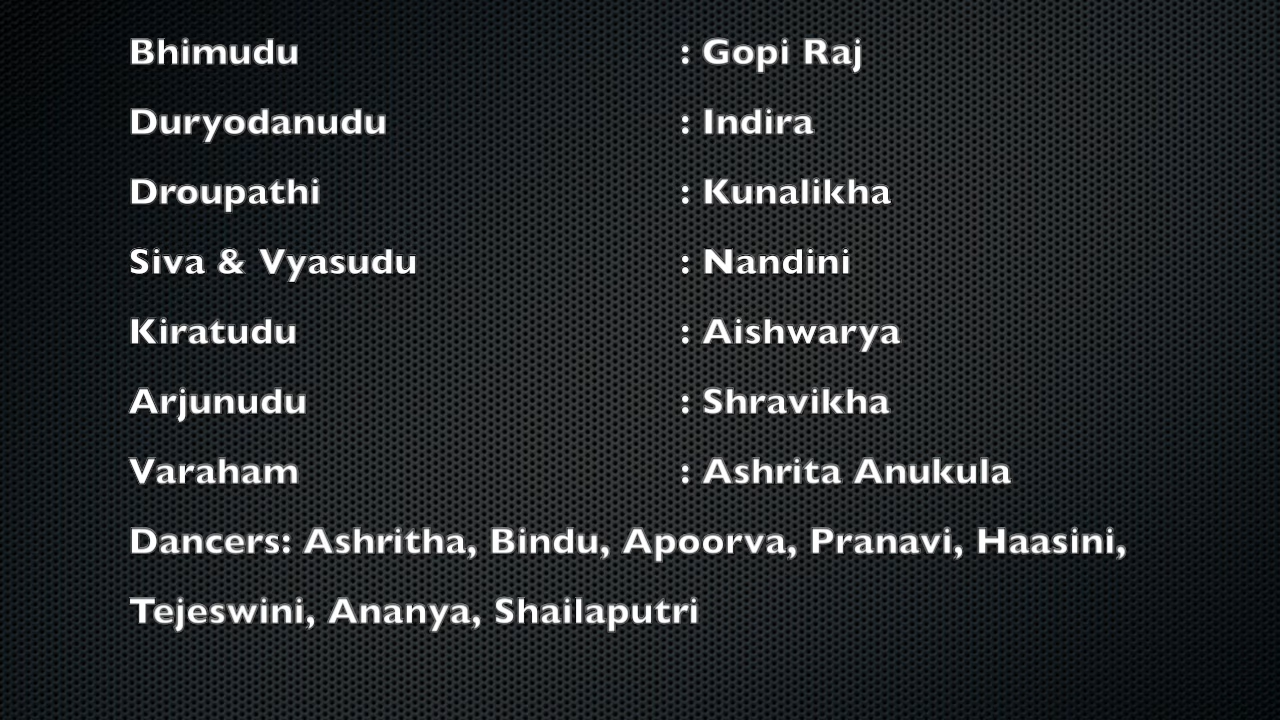 Bhimudu : Gopi Raj
Duryodanudu : Indira
Droupathi : Kunalikha
Siva & Vyasudu : Nandini
Kiratudu : Aishwarya
Arjunudu : Shravikha
Varaham : Ashrita Anukula
Dancers: Ashritha, Bindu, Apoorva, Pranavi, Haasini,
Tejeswini, Ananya, Shailaputri